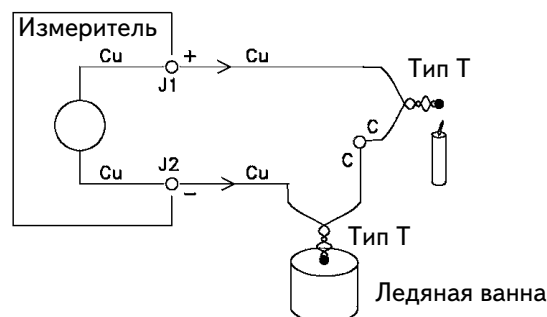 Измеритель
Cu
+
Cu
J1
Тип Т
C
C
J2
Cu
−
Cu
Тип Т
Ледяная ванна